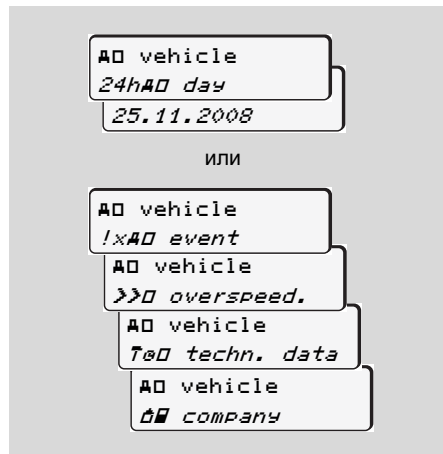 vehicle
24h day
25.11.2008
или
vehicle
!x event
vehicle
>> overspeed.
vehicle
T techn. data
vehicle
company